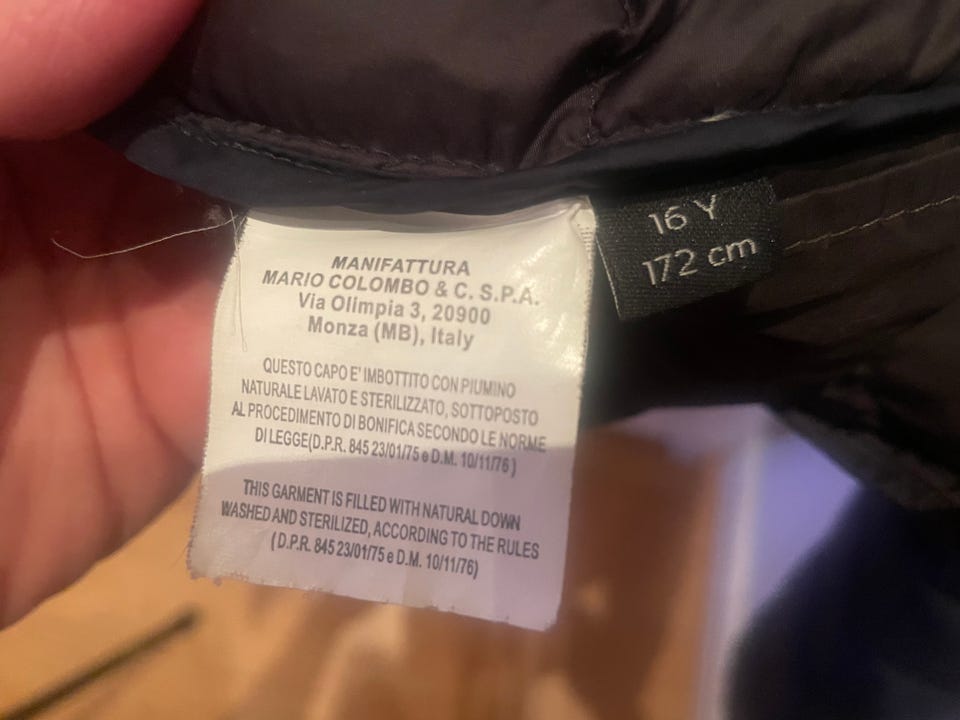 MANIFATTURA
MARIO COLOMBO & C. S.P.A.
Via Olimpia 3, 20900
Monza (MB), Italy
QUESTO CAPO E' IMBOTTITO CON PIUMINO
NATURALE LAVATO E STERILIZZATO, SOTTOPOSTO
AL PROCEDIMENTO DI BONIFICA SECONDO LE NORME
DI LEGGE(D.P.R. 845 23/01/75 e D.M. 10/11/76 )
THIS GARMENT IS FILLED WITH NATURAL DOWN
WASHED AND STERILIZED, ACCORDING TO THE RULES
( D.P.R. 845 23/01/75 e D.M. 10/11/76)
16 Y
172 cm